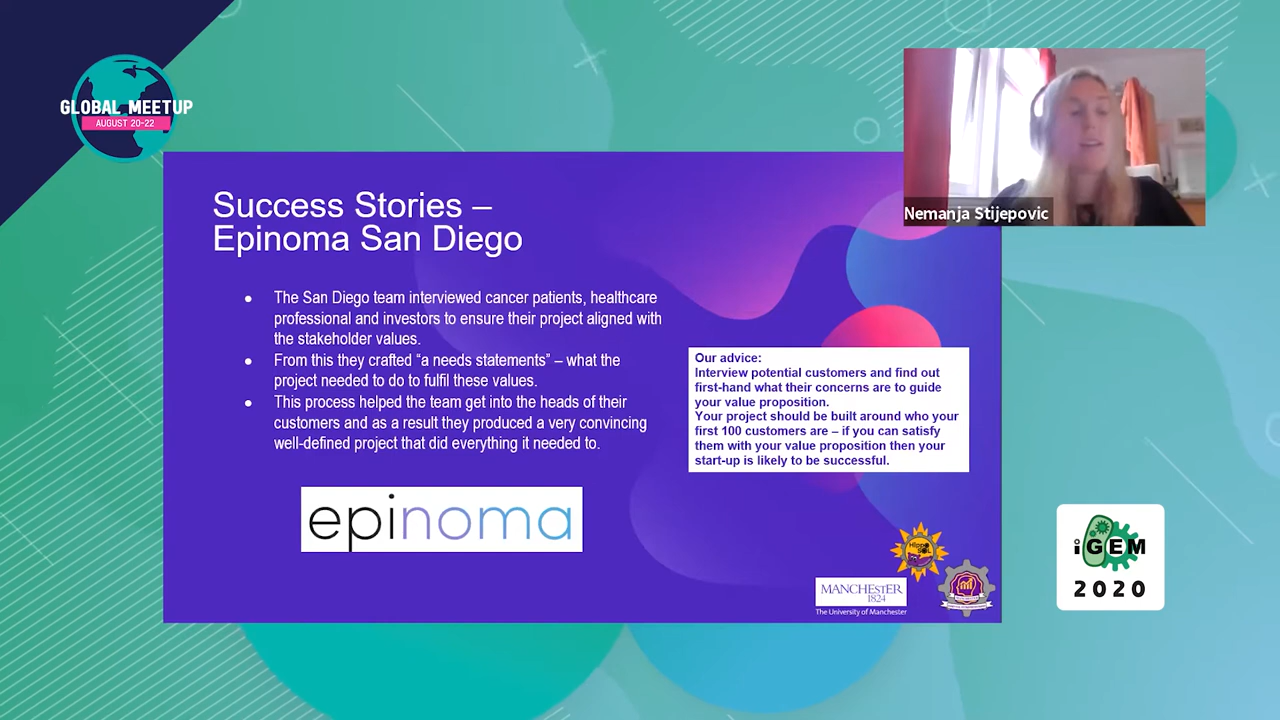 GLOBAL MEETUP
AUGUST 20-22
Nemanja Stijepovic
Success Stories –
Epinoma San Diego
● The San Diego team interviewed cancer patients, healthcare
professional and investors to ensure their project aligned with
the stakeholder values.
● From this they crafted “a needs statements” – what the
project needed to do to fulfil these values.
● This process helped the team get into the heads of their
customers and as a result they produced a very convincing
well-defined project that did everything it needed to.
Our advice:
Interview potential customers and find out
first-hand what their concerns are to guide
your value proposition.
Your project should be built around who your
first 100 customers are – if you can satisfy
them with your value proposition then your
start-up is likely to be successful.
epinoma
Hippo
SOL
MANCHESTER
1824
The University of Manchester
iGEM
2020